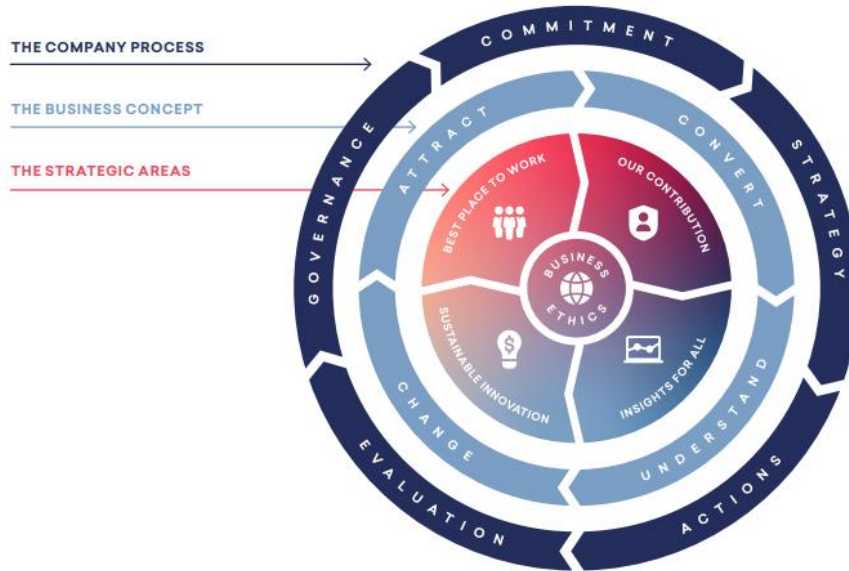 THE COMPANY PROCESS
THE BUSINESS CONCEPT
THE STRATEGIC AREAS
COMMITMENT
STRATEGY
ACTIONS
EVALUATION
GOVERNANCE
ATTRACT
CONVERT
UNDERSTAND
CHANGE
BEST PLACE TO WORK
OUR CONTRIBUTION
INSIGHTS FOR ALL
SUSTAINABLE INNOVATION
$
BUSINESS
ETHICS